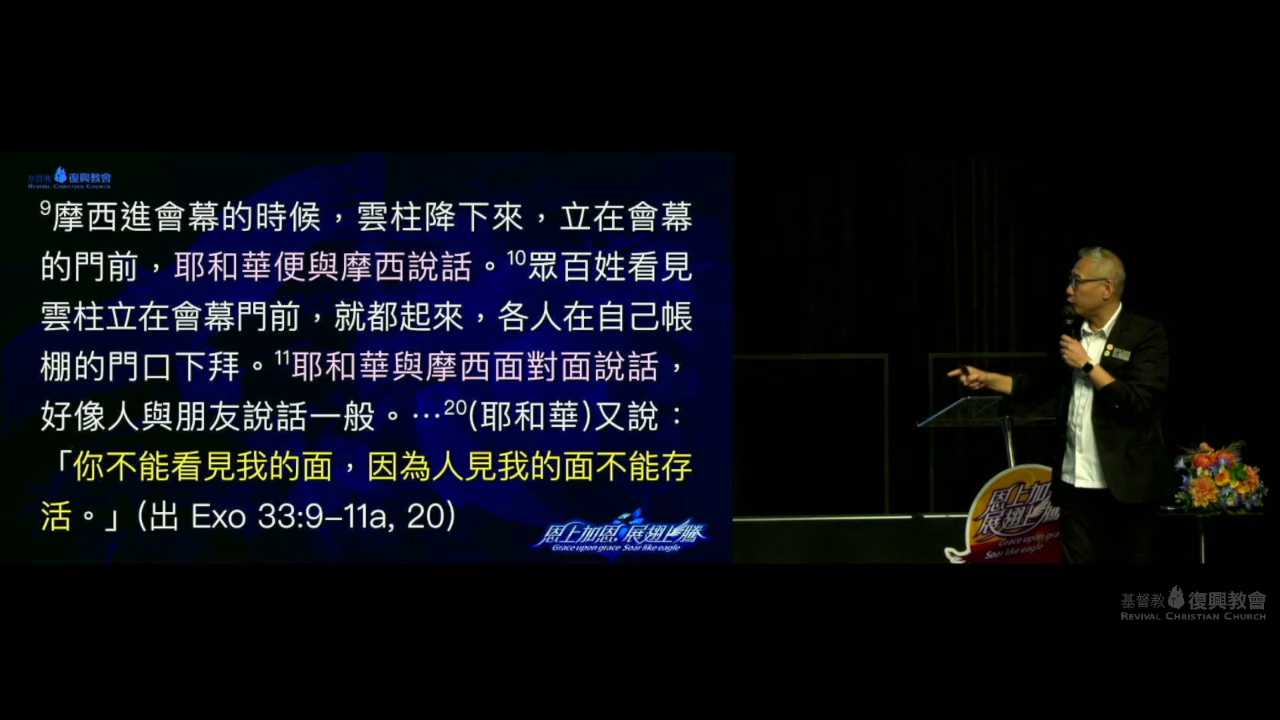 基督教 復興教會
REVIVAL CHRISTIAN CHURCH
9摩西進會幕的時候，雲柱降下來，立在會幕
的門前，耶和華便與摩西說話。10眾百姓看見
雲柱立在會幕門前，就都起來，各人在自己帳
棚的門口下拜。11耶和華與摩西面對面說話，
好像人與朋友說話一般。…20(耶和華)又說：
「你不能看見我的面，因為人見我的面不能存
活。」(出 Exo 33:9–11a, 20)
恩上加恩 展翅上騰
Grace upon grace Soar like eagle
恩上加
展翅上騰
Grace upon gra
Soar like eagle
基督教 復興教會
REVIVAL CHRISTIAN CHURCH